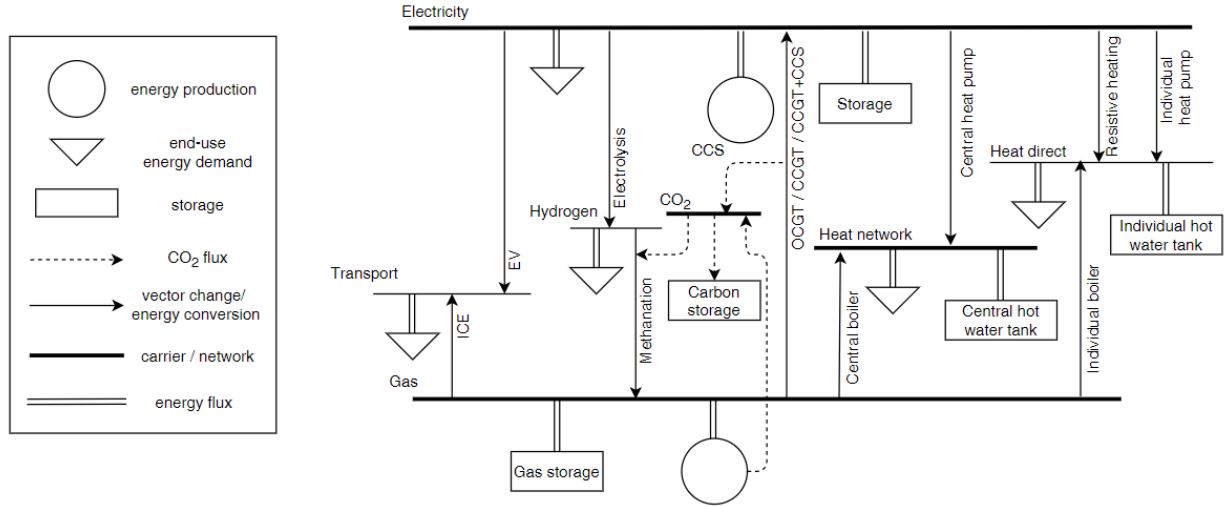 energy production
end-use
energy demand
storage
CO2 flux
vector change/
energy conversion
carrier / network
energy flux
Electricity
CCS
Storage
OCGT / CCGT / CCGT+CCS
Central heat pump
Resistive heating
Individual
heat pump
Heat direct
Individual hot
water tank
Electrolysis
Hydrogen
CO2
Heat network
EV
Transport
Carbon
storage
Central hot
water tank
ICE
Methanation
Central boiler
Individual boiler
Gas
Gas storage